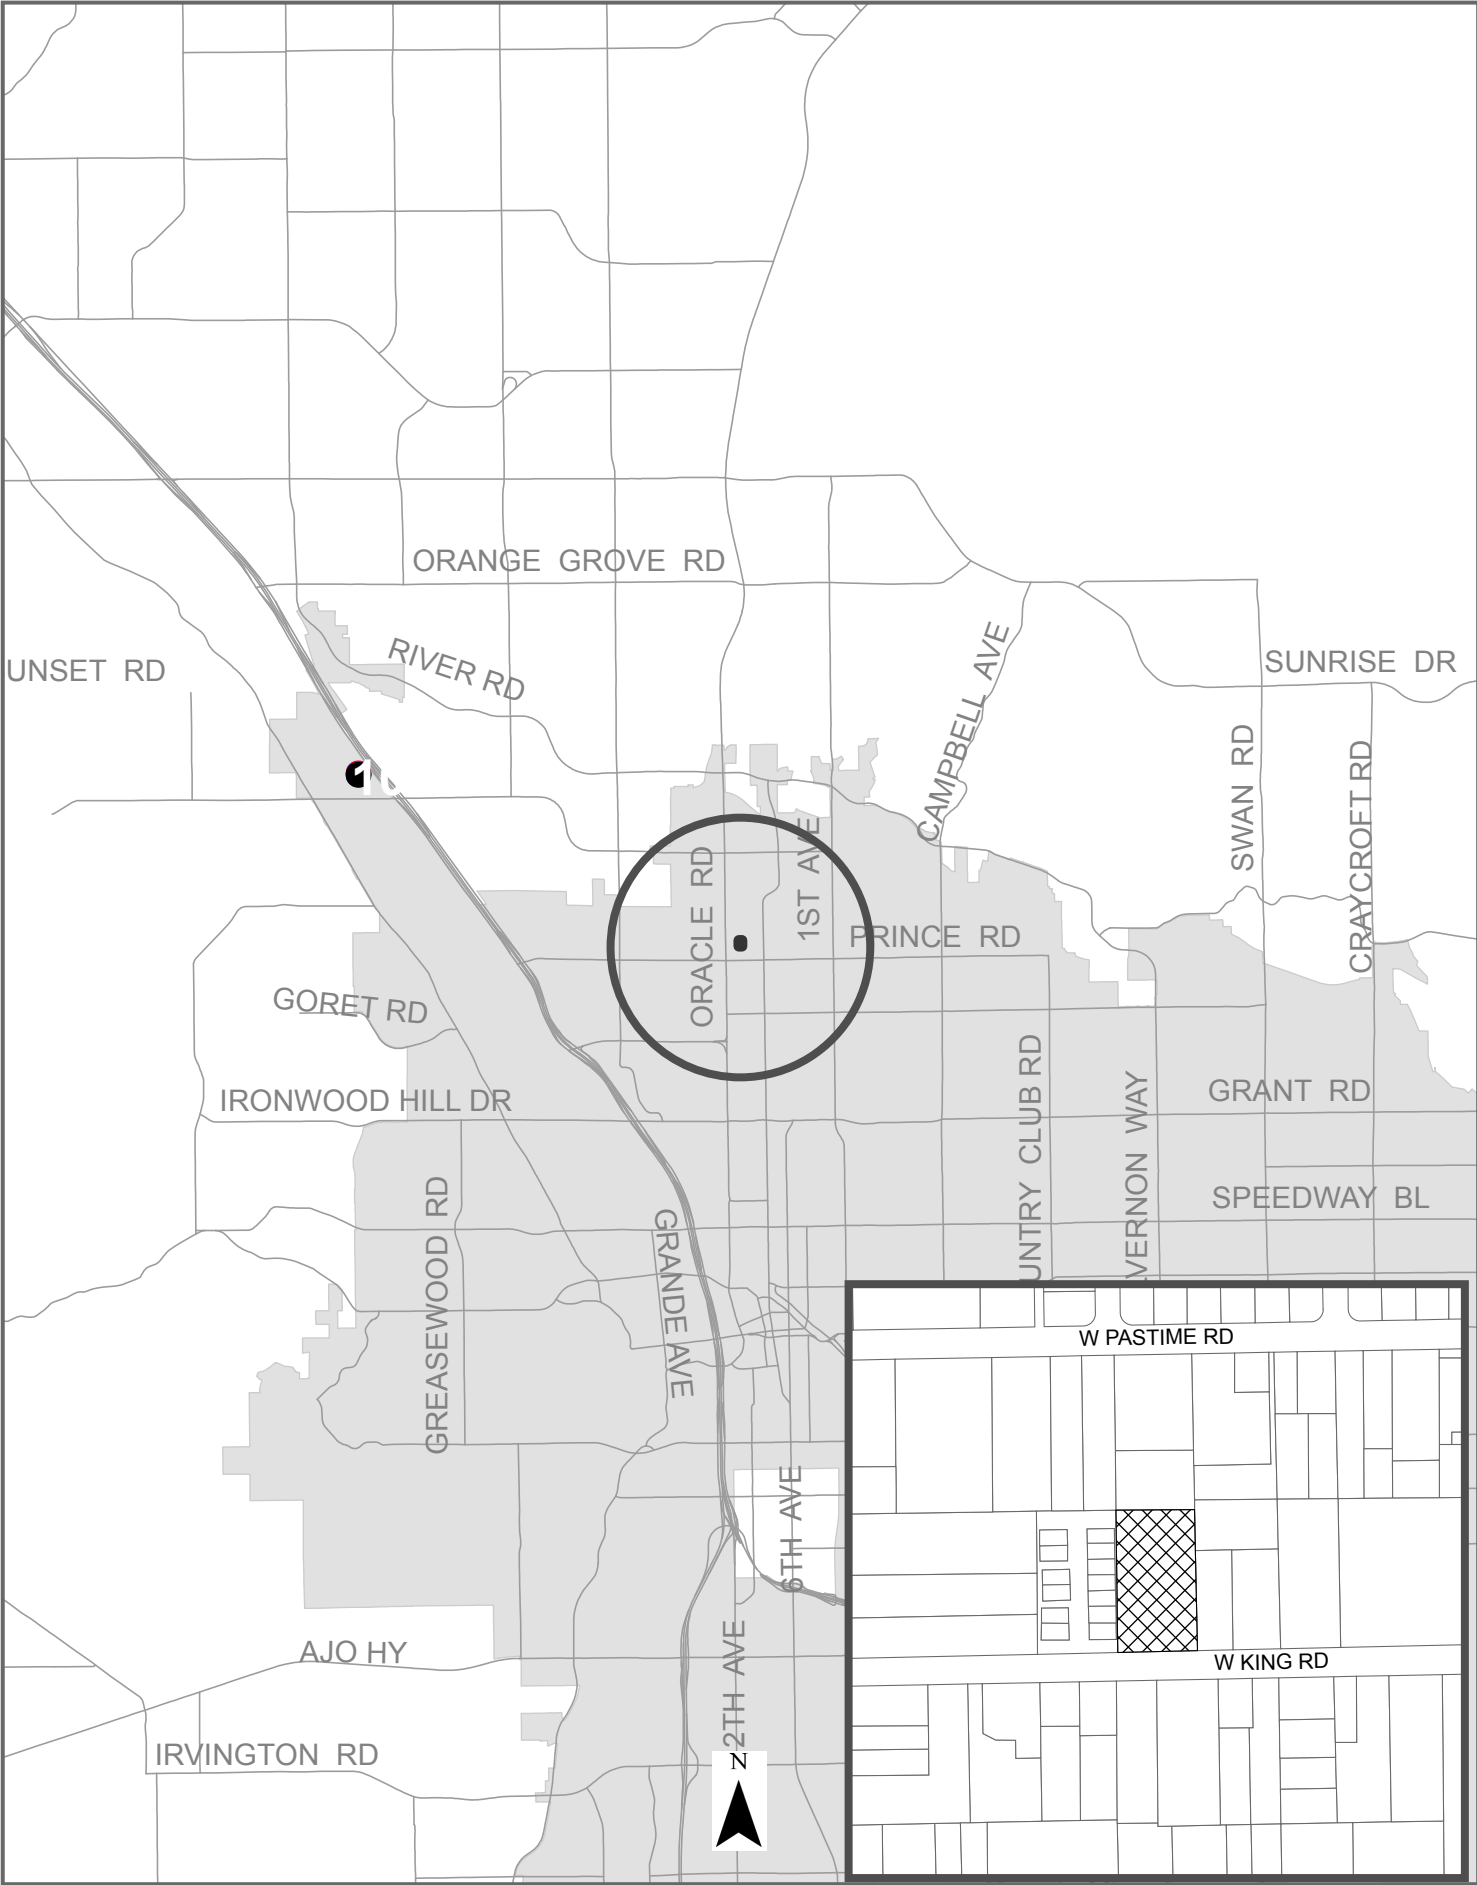 ORANGE GROVE RD
RIVER RD
UNSET RD
SUNRISE DR
CAMPBELL AVE
SWAN RD
CRAYCROFT RD
10
ORACLE RD
1ST AVE
PRINCE RD
GORET RD
IRONWOOD HILL DR
GRANT RD
UNTRY CLUB RD
VERNON WAY
SPEEDWAY BL
GREASEWOOD RD
GRANDE AVE
6TH AVE
AJO HY
2TH AVE
IRVINGTON RD
N
W PASTIME RD
W KING RD